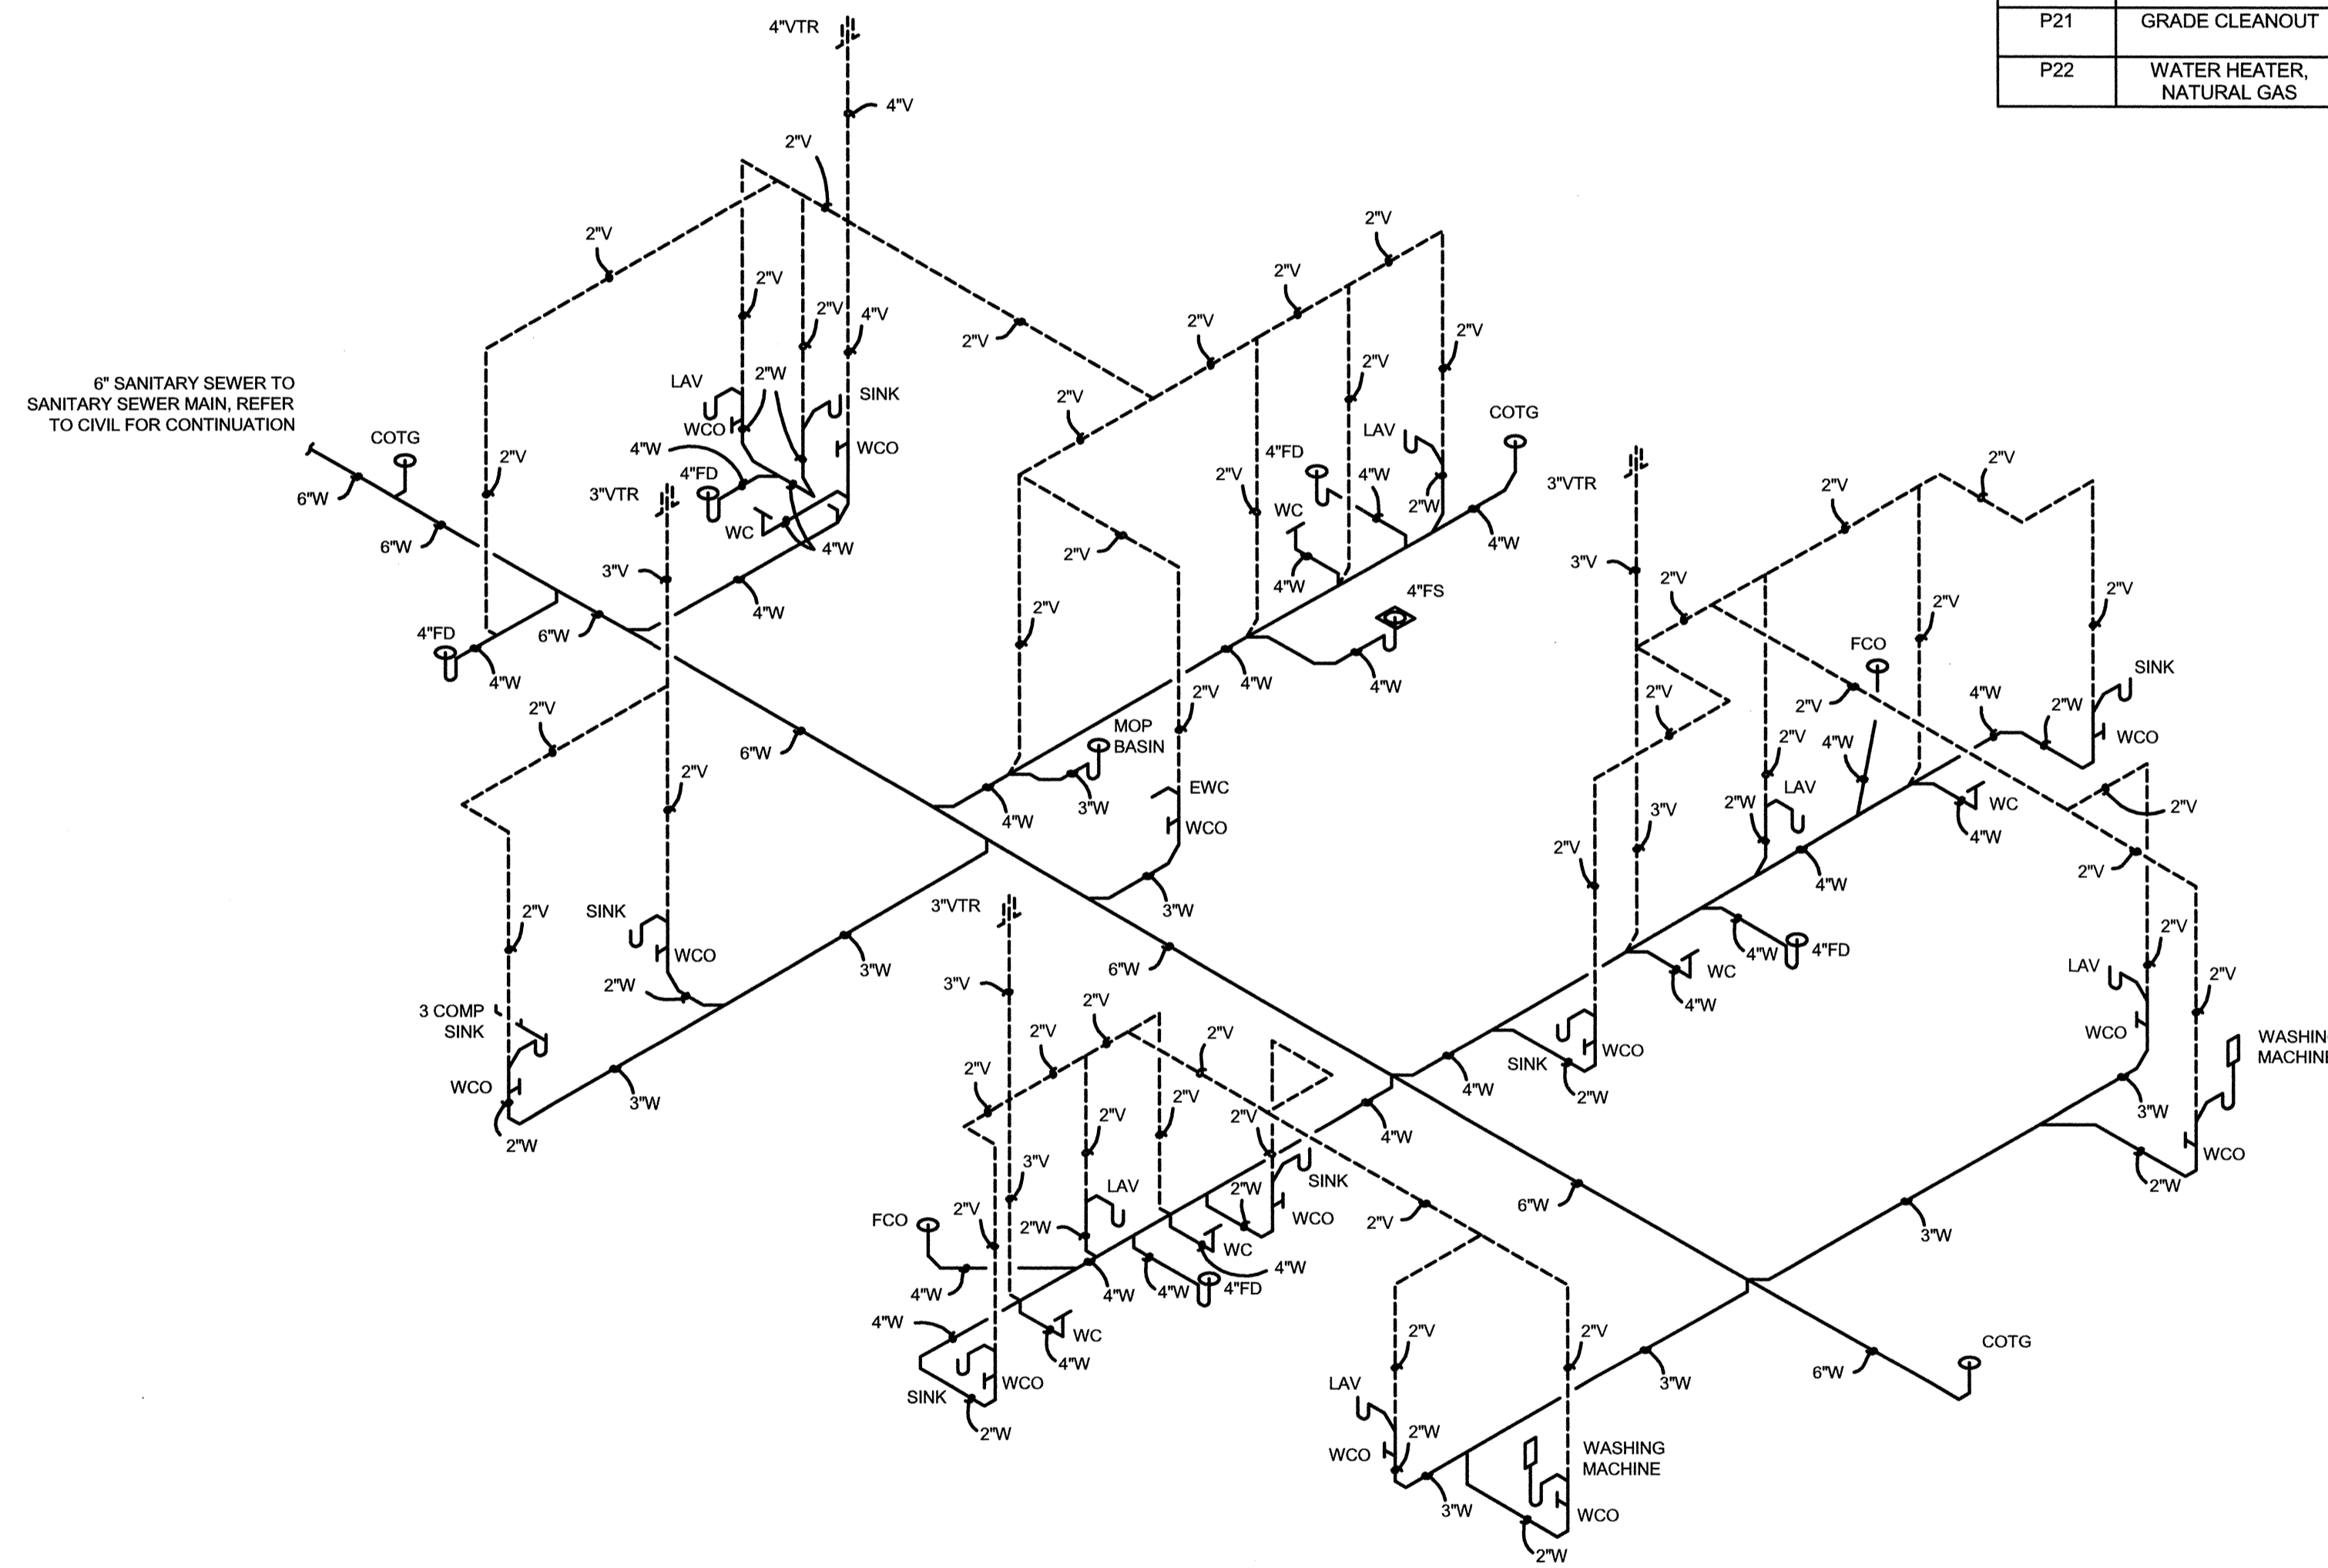 P21 GRADE CLEANOUT
P22 WATER HEATER,
NATURAL GAS
4"VTR
4"V
2"V
2"V
2"V
2"V
2"V
2"V
2"V
2"V
4"V
2"V
2"V
2"V
6" SANITARY SEWER TO
SANITARY SEWER MAIN, REFER
TO CIVIL FOR CONTINUATION
COTG
LAV
2"W
SINK
2"V
COTG
WCO
LAV
4"W
WCO
2"V
4"FD
4"FD
2"V
4"W
2"V
2"V
6"W
3"VTR
3"VTR
2"W
WC
WC
6"W
4"W
2"V
4"W
3"V
3"V
4"W
2"V
4"W
2"V
2"V
2"V
4"FS
4"FD
6"W
FCO
4"W
4"W
4"W
SINK
2"V
2"V
2"V
4"W
2"W
2"V
MOP
BASIN
2"V
4"W
2"V
WCO
6"W
2"V
EWC
LAV
3"W
2"W
WC
2"V
4"W
WCO
3"V
4"W
2"V
4"W
2"V
SINK
2"V
3"VTR
3"W
2"V
WCO
4"W
4"FD
6"W
LAV
3"W
WC
2"V
2"W
3"V
4"W
3 COMP
SINK
2"V
2"V
2"V
WCO
WASHING
MACHINE
SINK
WCO
2"V
4"W
WCO
3"W
2"V
2"V
2"V
2"W
3"W
2"W
4"W
WCO
3"V
2"W
LAV
2"W
SINK
6"W
FCO
2"V
2"W
WCO
2"V
3"W
WC
4"W
4"W
4"W
4"W
4"FD
4"W
WC
2"V
2"V
COTG
4"W
WCO
3"W
6"W
SINK
LAV
2"W
2"W
WCO
WASHING
MACHINE
3"W
WCO
2"W